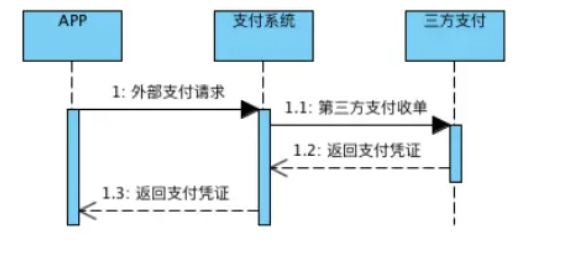 APP
支付系统
三方支付
1: 外部支付请求
1.1: 第三方支付收单
1.2: 返回支付凭证
1.3: 返回支付凭证